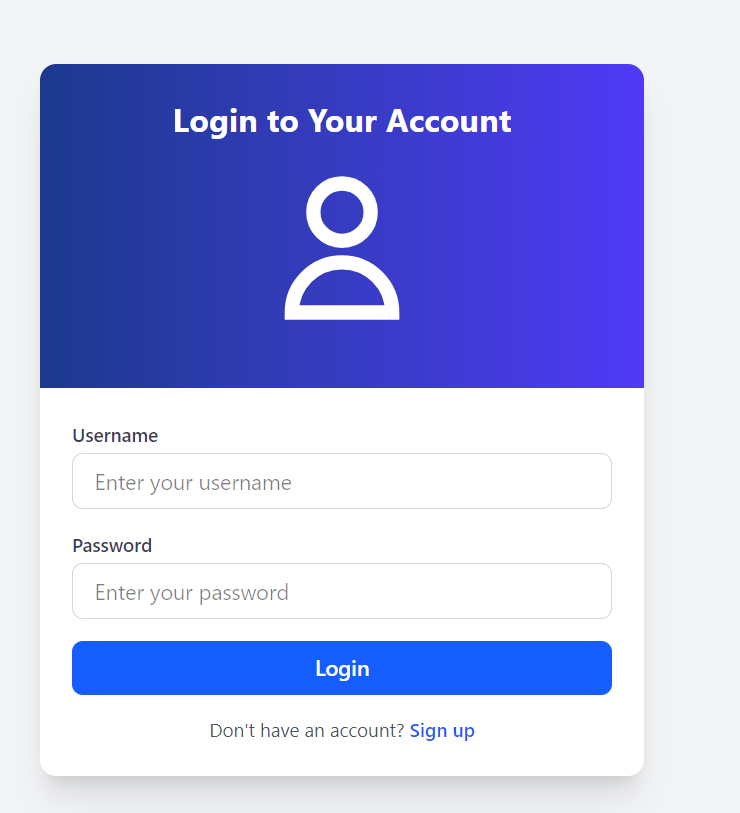 Login to Your Account
Username
Enter your username
Password
Enter your password
Login
Don't have an account? Sign up